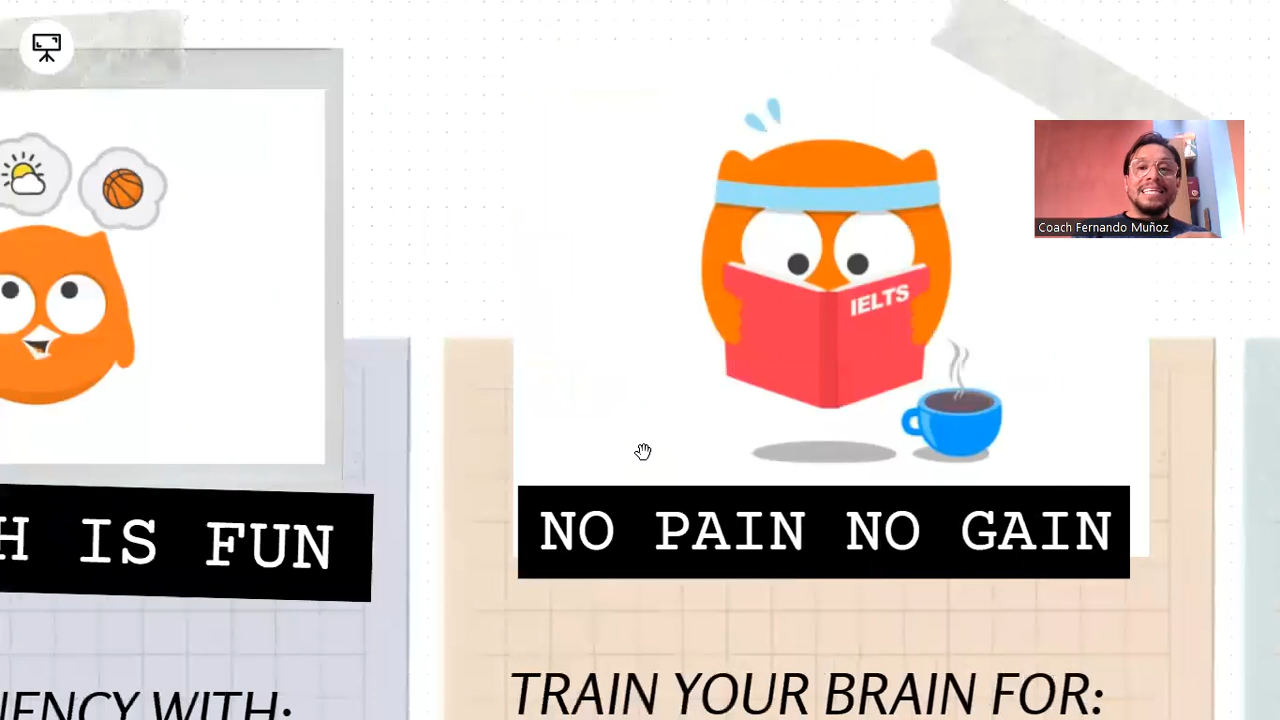 Coach Fernando Muñoz
IELTS
H IS FUN
NO PAIN NO GAIN
IENCY WITH:
TRAIN YOUR BRAIN FOR: